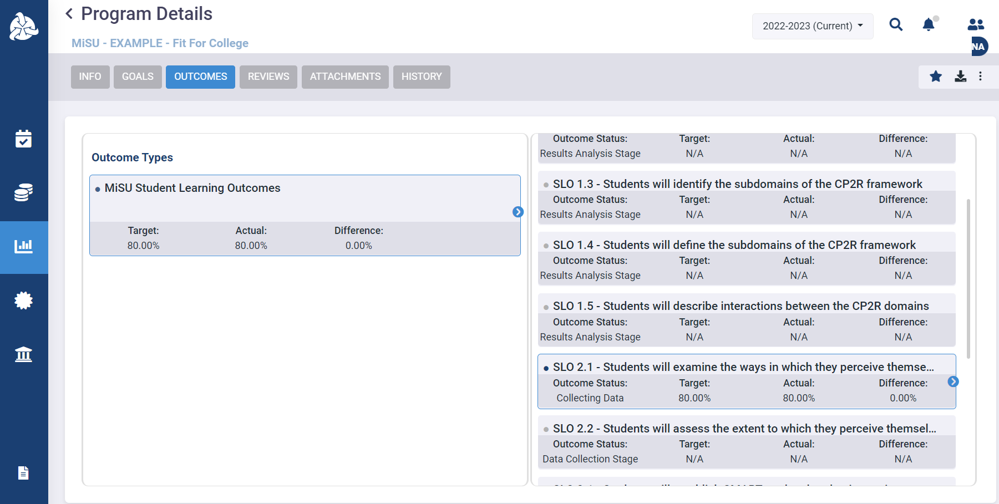 Program Details
MiSU - EXAMPLE - Fit For College
2022-2023 (Current)
NA
INFO GOALS OUTCOMES REVIEWS ATTACHMENTS HISTORY
Outcome Types
MiSU Student Learning Outcomes
Target: Actual: Difference:
80.00% 80.00% 0.00%
Outcome Status: Target: Actual: Difference:
Results Analysis Stage N/A N/A N/A
SLO 1.3 - Students will identify the subdomains of the CP2R framework
Outcome Status: Target: Actual: Difference:
Results Analysis Stage N/A N/A N/A
SLO 1.4 - Students will define the subdomains of the CP2R framework
Outcome Status: Target: Actual: Difference:
Results Analysis Stage N/A N/A N/A
SLO 1.5 - Students will describe interactions between the CP2R domains
Outcome Status: Target: Actual: Difference:
Results Analysis Stage N/A N/A N/A
SLO 2.1 - Students will examine the ways in which they perceive themse...
Outcome Status: Target: Actual: Difference:
Collecting Data 80.00% 80.00% 0.00%
SLO 2.2 - Students will assess the extent to which they perceive themsel...
Outcome Status: Target: Actual: Difference:
Data Collection Stage N/A N/A N/A